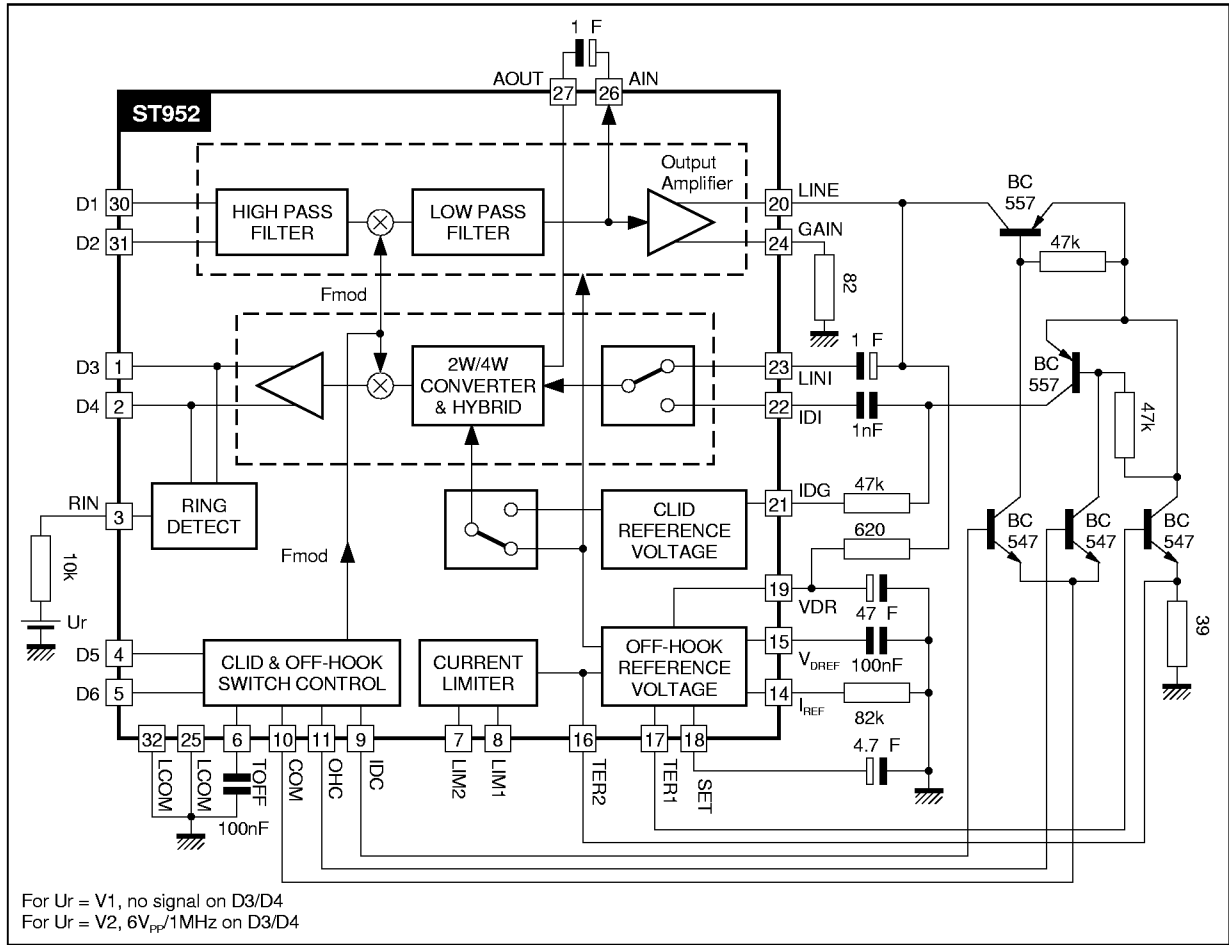 1 F
AOUT
AIN
27
26
ST952
Output
Amplifier
D1
30
HIGH PASS
FILTER
LOW PASS
FILTER
20
LINE
BC
557
D2
31
24
GAIN
47k
82
Fmod
D3
1
2W/4W
CONVERTER
& HYBRID
23
LINI
1 F
BC
557
D4
2
22
IDI
1nF
47k
RIN
3
RING
DETECT
CLID
REFERENCE
VOLTAGE
21
IDG
47k
620
BC
547
BC
547
BC
547
10k
Fmod
19
VDR
47 F
39
Ur
D5
4
CLID & OFF-HOOK
SWITCH CONTROL
CURRENT
LIMITER
OFF-HOOK
REFERENCE
VOLTAGE
15
VDREF
100nF
D6
5
14
IREF
82k
32
25
6
10
11
9
7
8
16
17
18
4.7 F
LCOM
LCOM
TOFF
COM
OHC
IDC
LIM2
LIM1
TER2
TER1
SET
100nF
For Ur = V1, no signal on D3/D4
For Ur = V2, 6VPP/1MHz on D3/D4